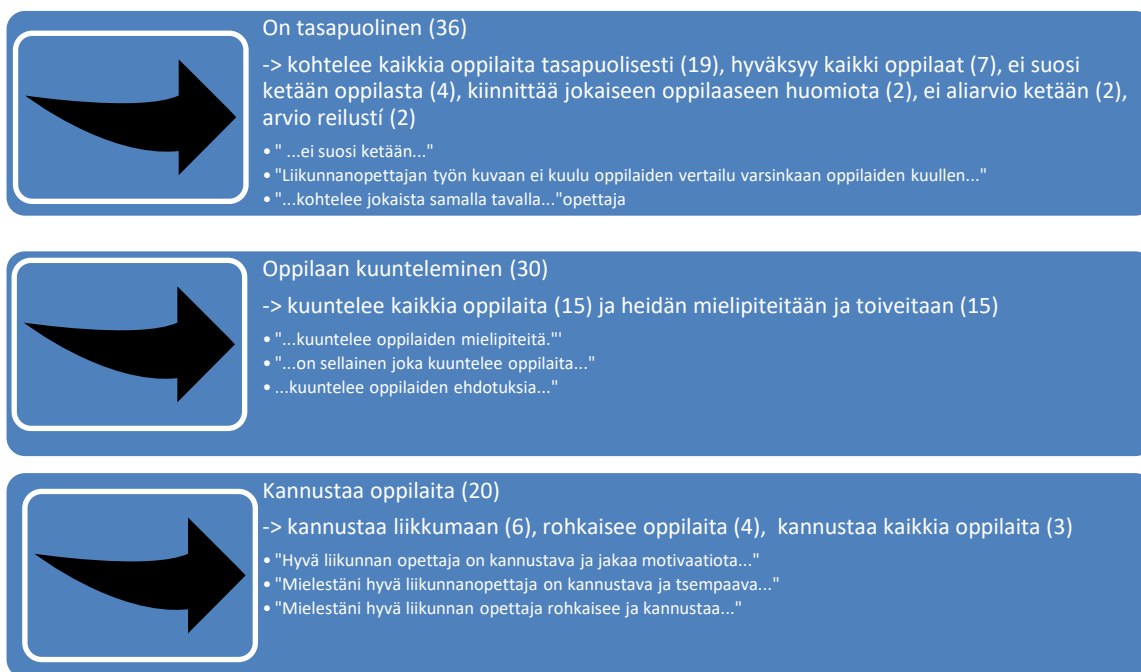 On tasapuolinen (36)
-> kohtelee kaikkia oppilaita tasapuolisesti (19), hyväksyy kaikki oppilaat (7), ei suosi
ketään oppilasta (4), kiinnittää jokaiseen oppilaaseen huomiota (2), ei aliarvio ketään (2),
arvio reilustí (2)
• " ...ei suosi ketään..."
• "Liikunnanopettajan työn kuvaan ei kuulu oppilaiden vertailu varsinkaan oppilaiden kuullen..."
• "...kohtelee jokaista samalla tavalla..."opettaja
Oppilaan kuunteleminen (30)
-> kuuntelee kaikkia oppilaita (15) ja heidän mielipiteitään ja toiveitaan (15)
• "...kuuntelee oppilaiden mielipiteitä."'
• "...on sellainen joka kuuntelee oppilaita..."
• ...kuuntelee oppilaiden ehdotuksia..."
Kannustaa oppilaita (20)
-> kannustaa liikkumaan (6), rohkaisee oppilaita (4),  kannustaa kaikkia oppilaita (3)
• "Hyvä liikunnan opettaja on kannustava ja jakaa motivaatiota..."
• "Mielestäni hyvä liikunnanopettaja on kannustava ja tsempaava..."
• "Mielestäni hyvä liikunnan opettaja rohkaisee ja kannustaa..."